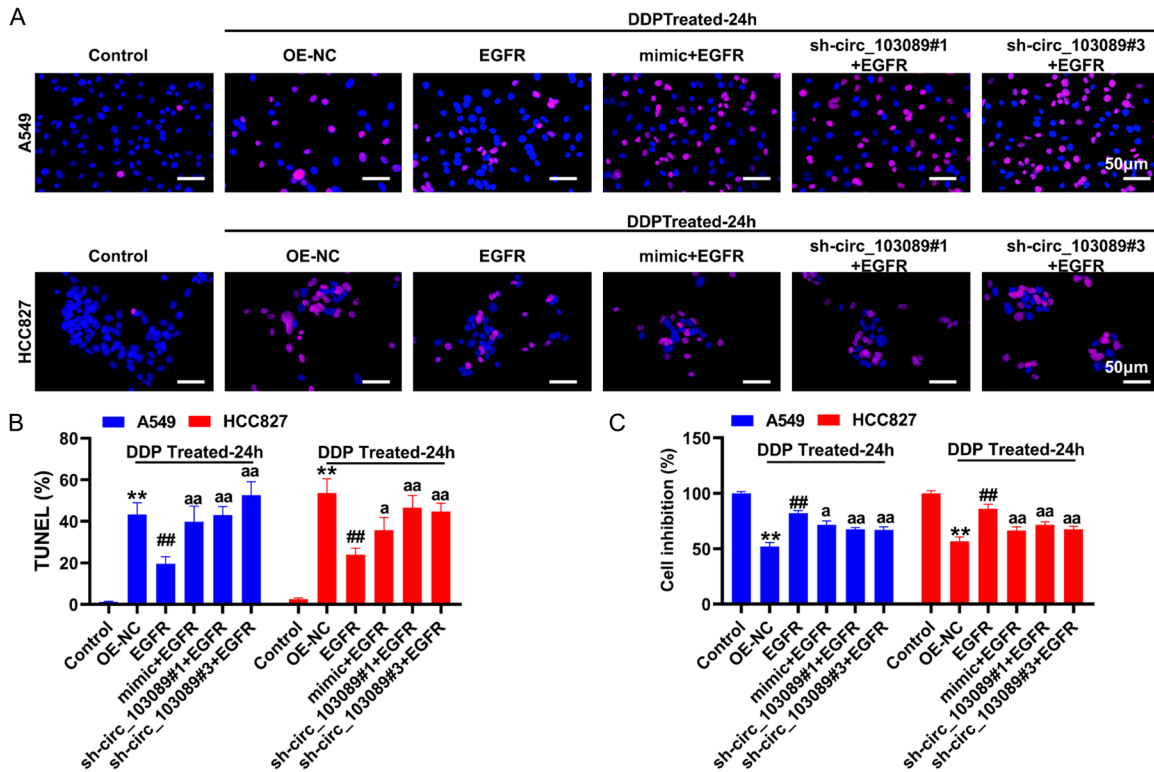 A
DDPTreated-24h
Control OE-NC EGFR mimic+EGFR sh-circ_103089#1 +EGFR sh-circ_103089#3 +EGFR
A549
50μm
DDPTreated-24h
Control OE-NC EGFR mimic+EGFR sh-circ_103089#1 +EGFR sh-circ_103089#3 +EGFR
HCC827
50μm
B
A549 HCC827
DDP Treated-24h DDP Treated-24h
TUNEL (%)
80
60
40
20
0
** ## aa aa aa ** ## a aa aa
Control
OE-NC
EGFR
mimic+EGFR
sh-circ_103089#1+EGFR
sh-circ_103089#3+EGFR
Control
OE-NC
EGFR
mimic+EGFR
sh-circ_103089#1+EGFR
sh-circ_103089#3+EGFR
C
A549 HCC827
DDP Treated-24h DDP Treated-24h
Cell inhibition (%)
150
100
50
0
** ## a aa aa ** ## aa aa aa
Control
OE-NC
EGFR
mimic+EGFR
sh-circ_103089#1+EGFR
sh-circ_103089#3+EGFR
Control
OE-NC
EGFR
mimic+EGFR
sh-circ_103089#1+EGFR
sh-circ_103089#3+EGFR